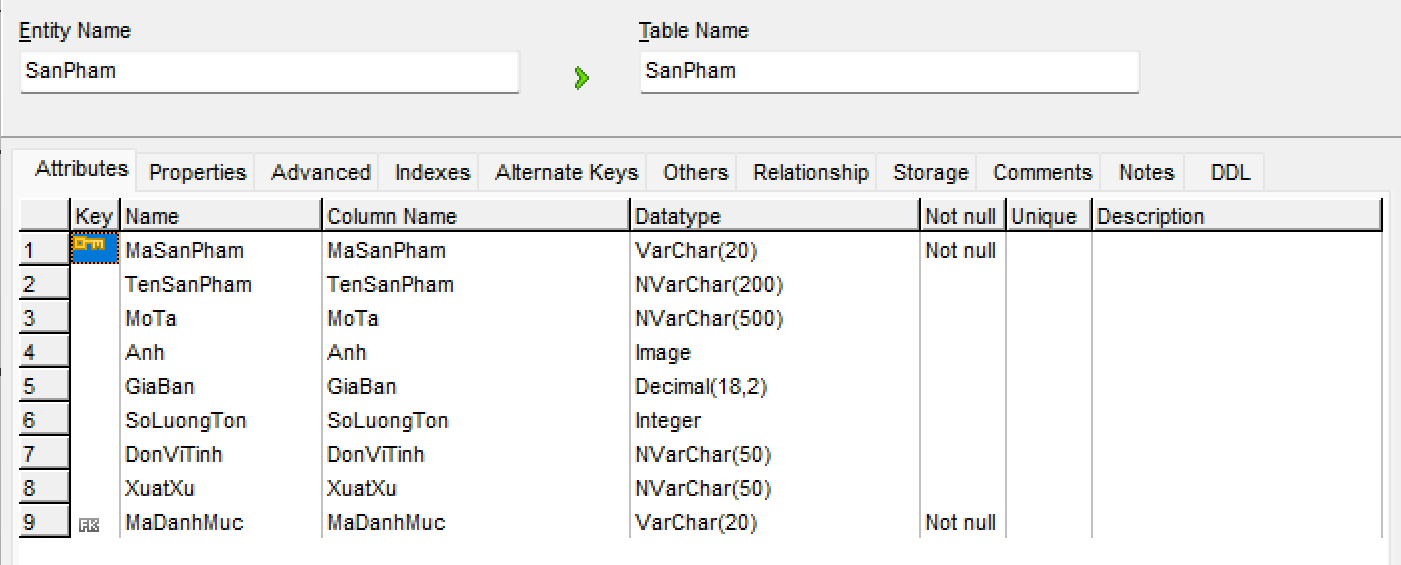 Entity Name Table Name
SanPham SanPham
Attributes Properties Advanced Indexes Alternate Keys Others Relationship Storage Comments Notes DDL
Key Name Column Name Datatype Not null Unique Description
1 MaSanPham MaSanPham VarChar(20) Not null
2 TenSanPham TenSanPham NVarChar(200)
3 MoTa MoTa NVarChar(500)
4 Anh Anh Image
5 GiaBan GiaBan Decimal(18,2)
6 SoLuongTon SoLuongTon Integer
7 DonViTinh DonViTinh NVarChar(50)
8 XuatXu XuatXu NVarChar(50)
9 FK MaDanhMuc MaDanhMuc VarChar(20) Not null